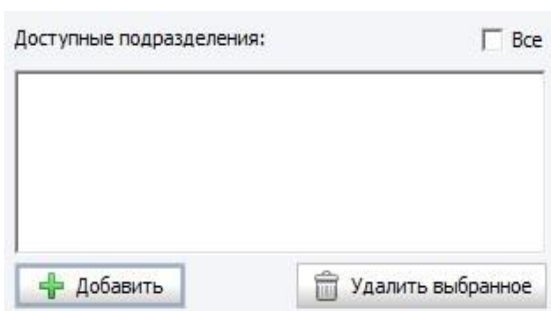 Доступные подразделения: Все
Добавить Удалить выбранное